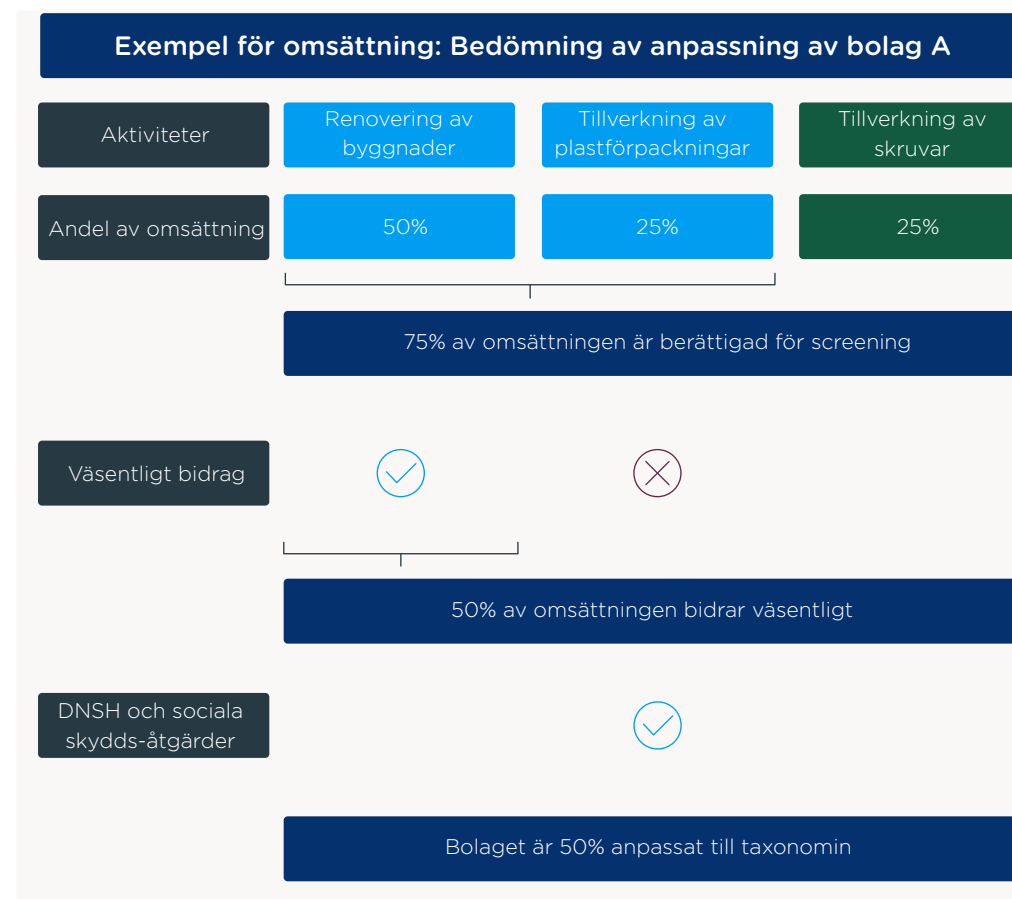 Exempel för omsättning: Bedömning av anpassning av bolag A
Aktiviteter
Renovering av
byggnader
Tillverkning av
plastförpackningar
Tillverkning av
skruvar
Andel av omsättning
50%
25%
25%
75% av omsättningen är berättigad för screening
Väsentligt bidrag
50% av omsättningen bidrar väsentligt
DNSH och sociala
skydds-åtgärder
Bolaget är 50% anpassat till taxonomin